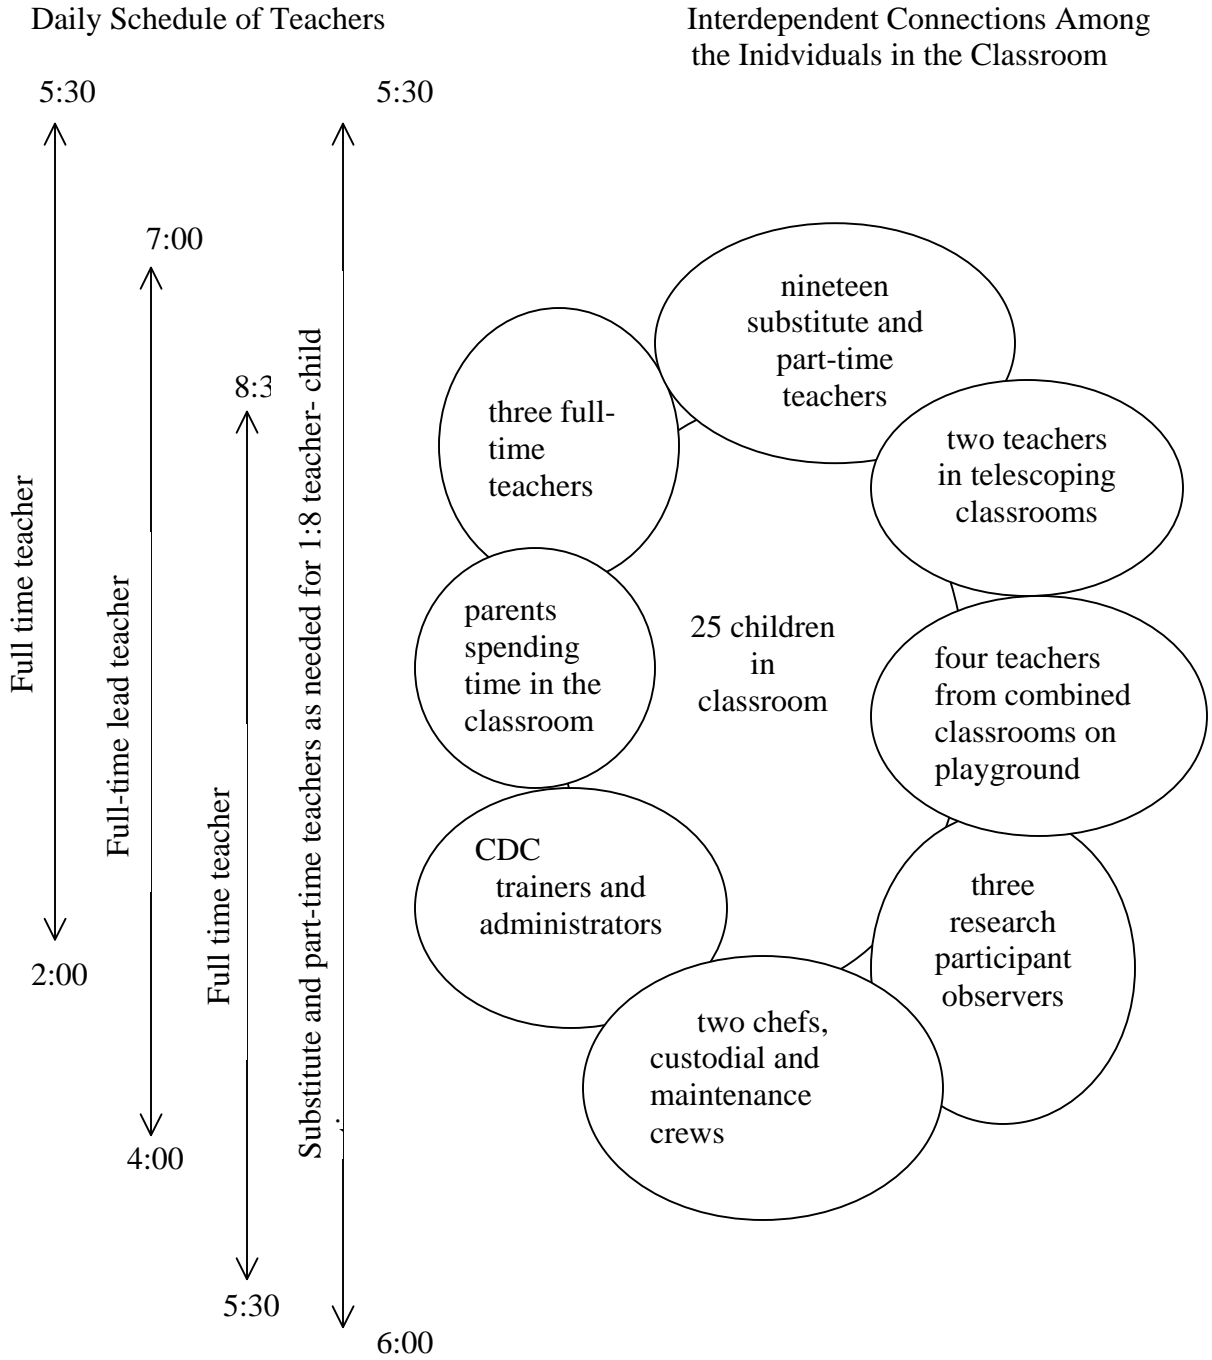 Daily Schedule of Teachers
5:30
5:30
7:00
8:3
Full time teacher
Full-time lead teacher
Full time teacher
Substitute and part-time teachers as needed for 1:8 teacher- child
2:00
4:00
5:30
6:00
Interdependent Connections Among
the Inidviduals in the Classroom
nineteen
substitute and
part-time
teachers
three full-
time
teachers
two teachers
in telescoping
classrooms
parents
spending
time in the
classroom
25 children
in
classroom
four teachers
from combined
classrooms on
playground
CDC
trainers and
administrators
three
research
participant
observers
two chefs,
custodial and
maintenance
crews